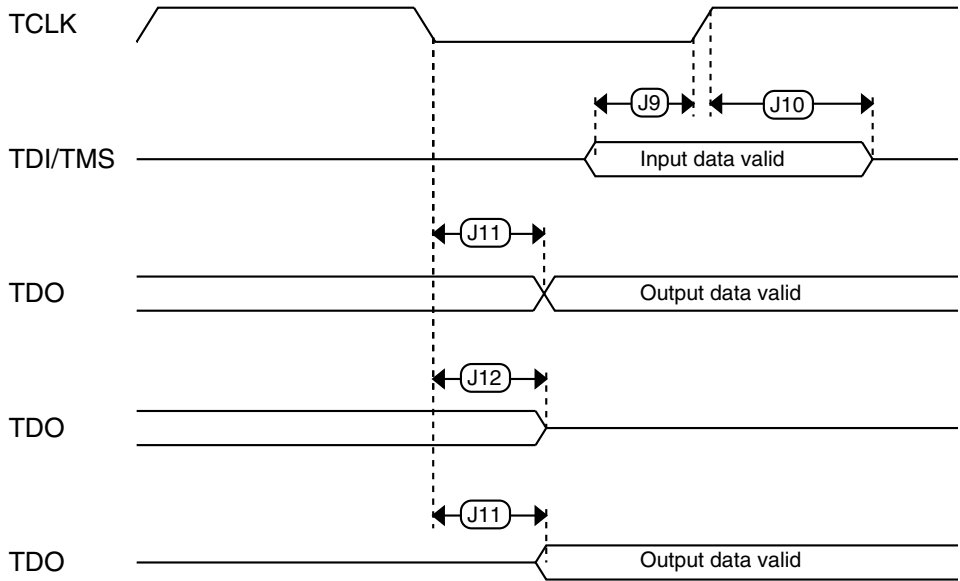 TCLK
J9
J10
TDI/TMS
Input data valid
J11
TDO
Output data valid
J12
TDO
J11
TDO
Output data valid